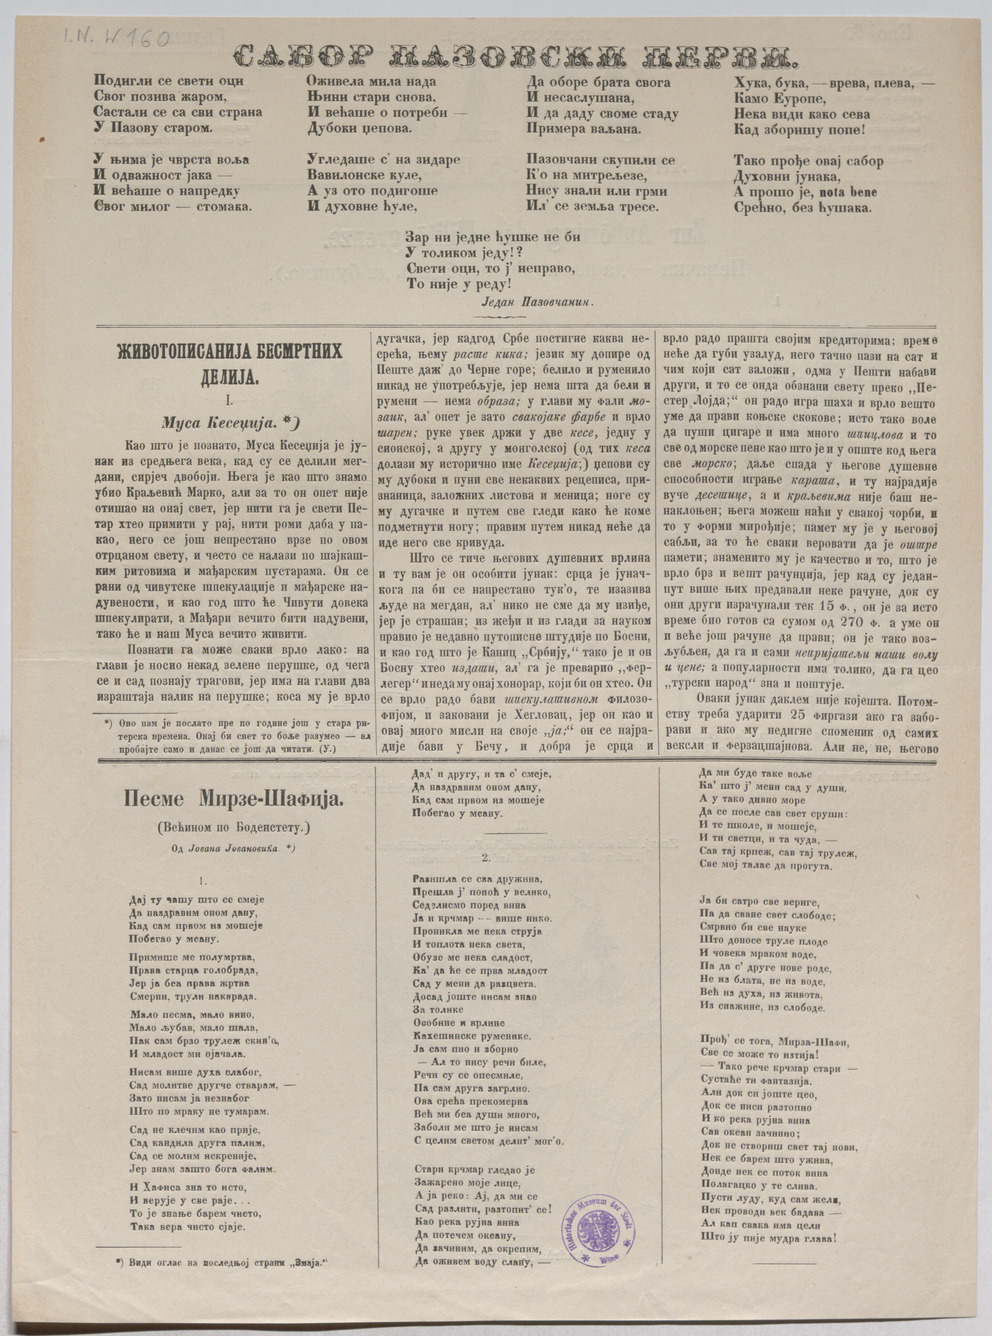 I.N. W 160
САБОР ПАЗОВСКИ ПЕРВИ.
Подигли се свети оци
Свог позива жаром,
Састали се са сви страна
У Пазову старом.
У њима је чврста воља
И одважност јака —
И већаше о напредку
Свог милог — стомака.
Оживела мила нада
Њини стари снова,
И већаше о потреби —
Дубоки џепова.
Угледаше с' на зидаре
Вавилонске куле,
А уз ото подигоше
И духовне ћуле,
Да оборе брата свога
И несаслушана,
И да даду своме стаду
Примера ваљана.
Пазовчани скупили се
К'о на митрељезе,
Нису знали или грми
Ил' се земља тресе.
Хука, бука, — врева, плева, —
Камо Еуропе,
Нека види како сева
Кад зборишу попе!
Тако прође овај сабор
Духовни јунака,
А прошо је, nota bene
Срећно, без ћушака.
Зар ни једне ћушке не би
У толиком једу!?
Свети оци, то ј' неправо,
То није у реду!
Један Пазовчанин.
ЖИВОТОПИСАНИЈА БЕСМРТНИХ
ДЕЛИЈА.
I.
Муса Кесеџија. *)
Као што је познато, Муса Кесеџија је ју-
нак из средњега века, кад су се делили мег-
дани, сирјеч двобоји. Њега је као што знамо
убио Краљевић Марко, али за то он опет није
отишао на онај свет, јер нити га је свети Пе-
тар хтео примити у рај, нити роми даба у па-
као, него се још непрестано врзе по овом
отрцаном свету, и често се налази по шајкаш-
ким ритовима и мађарским пустарама. Он се
рани од чивутске шпекулације и мађарске на-
дувености, и као год што ће Чивути довека
шпекулирати, а Мађари вечито бити надувени,
тако ће и наш Муса вечито живити.
Познати га може сваки врло лако: на
глави је носио некад зелене перушке, од чега
се и сад познају трагови, јер има на глави два
израштаја налик на перушке; коса му је врло
*) Ово нам је послато пре по године још у стара ри-
терска времена. Онај би свет то боље разумео — ал
пробајте само и данас се још да читати. (У.)
дугачка, јер кадгод Србе постигне каква не-
срећа, њему расте кика; језик му допире од
Пеште даж' до Черне горе; белило и руменило
никад не употребљује, јер нема шта да бели и
румени — нема образа; у глави му фали мо-
заик, ал' опет је зато свакојаке фарбе и врло
шарен; руке увек држи у две кесе, једну у
сионској, а другу у монголској (од тих кеса
долази му исторично име Кесеџија;) џепови су
му дубоки и пуни све некаквих рецеписа, при-
знаница, заложних листова и меница; ноге су
му дугачке и путем све гледи како ће коме
подметнути ногу; правим путем никад неће да
иде него све кривуда.
Што се тиче његових душевних врлина
и ту вам је он особити јунак: срца је јунач-
кога па би се напрестано тук'о, те изазива
људе на мегдан, ал' нико не сме да му изиђе,
јер је страшан; из жеђи и из глади за науком
правио је недавно путописне штудије по Босни,
и као год што је Каниц „Србију,“ тако је и он
Босну хтео издати, ал' га је преварио „фер-
легер“ и неда му онај хонорар, који би он хтео. Он
се врло радо бави шпекулативном филозо-
фијом, и заковани је Хегловац, јер он као и
овај много мисли на своје „ја;“ он се најра-
дије бави у Бечу, и добра је срца и
врло радо прашта својим кредиторима; време
неће да губи узалуд, него тачно пази на сат и
чим који сат заложи, одма у Пешти набави
други, и то се онда обзнани свету преко „Пе-
стер Лојда;“ он радо игра шаха и врло вешто
уме да прави коњске скокове; исто тако воле
да пуши цигаре и има много шпицлова и то
све од морске пене као што је и у опште код њега
све морско; даље спада у његове душевне
способности играње карата, и ту најрадије
вуче десетице, а и краљевима није баш не-
наклоњен; њега можеш наћи у свакој чорби, и
то у форми мирођије; памет му је у његовој
сабљи, за то ће сваки веровати да је оштре
памети; знаменито му је качество и то, што је
врло брз и вешт рачунџија, јер кад су један-
пут више њих предавали неке рачуне, док су
они други израчунали тек 15 ф., он је за исто
време био готов са сумом од 270 ф. а уме он
и веће још рачуне да прави; он је тако воз-
љубљен, да га и сами непријатељи наши волу
и цене; а популарности има толико, да га цео
„турски народ“ зна и поштује.
Оваки јунак даклем није којешта. Потом-
ству треба ударити 25 Фиргази ако га забо-
рави и ако му недигне споменик од самих
вексли и Ферзацшајнова. Али не, не, његово
Песме Мирзе-Шафија.
(Већином по Боденстету.)
Од Јована Јовановића *)
1.
Дај ту чашу што се смеје
Да наздравим оном дану,
Кад сам првом из мошеје
Побегао у меану.
Примише ме полумртва,
Права старца голобрада,
Јер ја беа права жртва
Смерни, трули накарада.
Мало песма, мало вино,
Мало љубав, мало шала,
Пак сам брзо трулеж скин'о,
И младост ми ојачала.
Нисам више духа слабог,
Сад молитве другче стварам, —
Зато нисам ја незнабог
Што по мраку не тумарам.
Сад не клечим као прије,
Сад кандила друга палим,
Сад се молим искреније,
Јер знам зашто бога фалим.
И Хафиса зна то исто,
И верује у све раје...
То је знање барем чисто,
Така вера чисто сјаје.
*) Види оглас на последњој страни „Змаја.“
Дад' и другу, и та с' смеје,
Да наздравим оном дану,
Кад сам првом из мошеје
Побегао у меану.
2.
Разишла се сва дружина,
Прешла ј' поноћ у велико,
Седелисмо поред вина
Ја и крчмар — више нико.
Проникла ме нека струја
И топлота нека света,
Обузе ме нека сладост,
Ка' да ће се прва младост
Сад у мени да разцвета.
Досад јоште нисам знао
За толике
Особине и врлине
Кахетинске руменике.
Ја сам пио и зборио
— Ал то нису речи биле,
Речи су се опесмиле,
Па сам друга загрлио.
Ова срећа прекомерна
Већ ми беа души много,
Заболи ме што је нисам
С целим светом делит' мог'о.
Стари крчмар гледао је
Зажарено моје лице,
А ја реко: Ај, да ми се
Сад разлити, разтопит' се!
Као река рујна вина
Да потечем океану,
Да зачиним, да окрепим,
Да оживем воду слану, —
Да ми буде таке воље
Ка' што ј' мени сад у души,
А у тако дивно море
Да се после сав свет сруши:
И те школе, и мошеје,
И ти светци, и та чуда, —
Сав тај крпеж, сав тај трулеж,
Све мој талас да прогута.
Ја би сатро све вериге,
Па да сване свет слободе;
Смрвио би све науке
Што доносе труле плоде
И човека мраком воде,
Па да с' друге нове роде,
Не из блата, не из воде,
Већ из духа, из живота,
Из снажине, из слободе.
Прођ' се тога, Мирза-Шафи,
Све се може то изтија!
— Тако рече крчмар стари —
Сустаће ти фантазија.
Али док си јоште цео,
Док се ниси разтопио
И ко река рујна вина
Сав океан зачинио;
Док не створиш свет тај нови,
Нек се барем што ужива,
Донде нек се поток вина
Полагацко у те слива.
Пусти луду, куд сам жели,
Нек проводи век бадава —
Ал кап свака има цели
Што ју пије мудра глава!
Historisches Museum der Stadt Wien